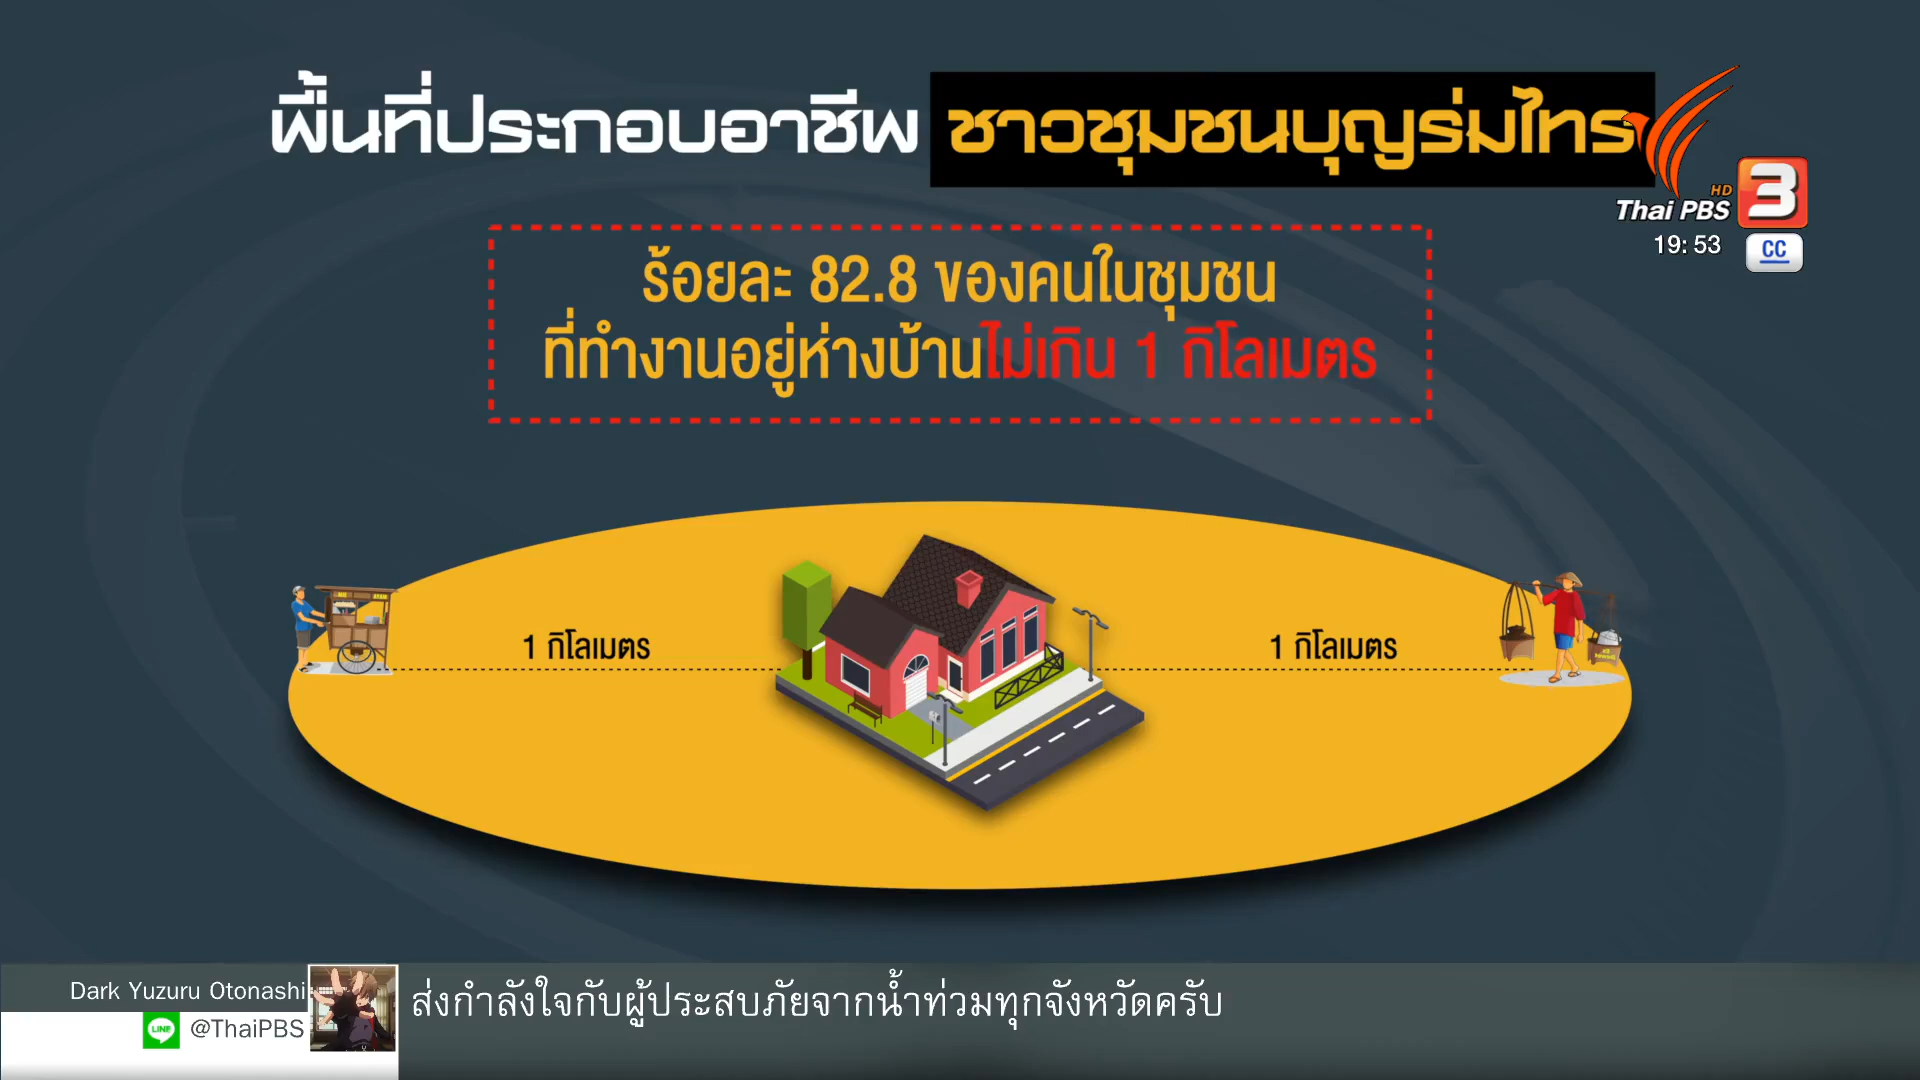 พื้นที่ประกอบอาชีพ ชาวชุมชนบุญร่มไทร
HD
Thai PBS 3
19:53 CC
ร้อยละ 82.8 ของคนในชุมชน
ที่ทำงานอยู่ห่างบ้านไม่เกิน 1 กิโลเมตร
1 กิโลเมตร
1 กิโลเมตร
Dark Yuzuru Otonashi
LINE @ThaiPBS
ส่งกำลังใจกับผู้ประสบภัยจากน้ำท่วมทุกจังหวัดครับ